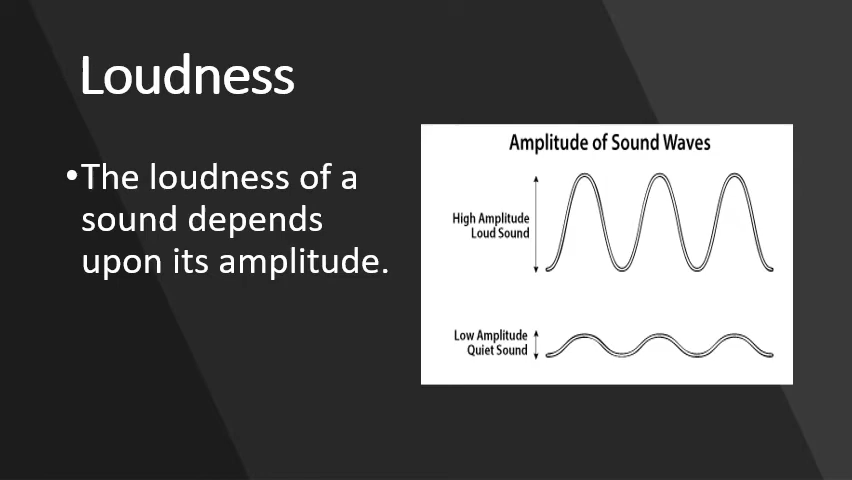 Loudness
•The loudness of a
sound depends
upon its amplitude.
Amplitude of Sound Waves
High Amplitude
Loud Sound
Low Amplitude
Quiet Sound